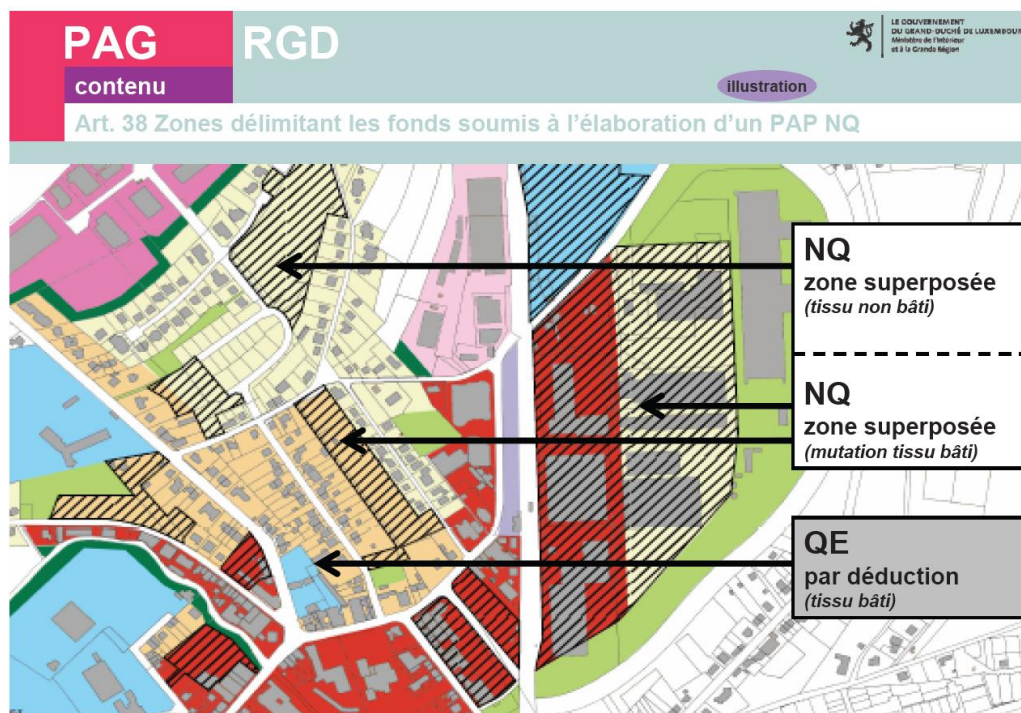 PAG
RGD
LE GOUVERNEMENT
DU GRAND-DUCHÉ DE LUXEMBOURG
Ministère de l'Intérieur
et à la Grande Région
contenu
illustration
Art. 38 Zones délimitant les fonds soumis à l'élaboration d'un PAP NQ
NQ
zone superposée
(tissu non bâti)
NQ
zone superposée
(mutation tissu bâti)
QE
par déduction
(tissu bâti)